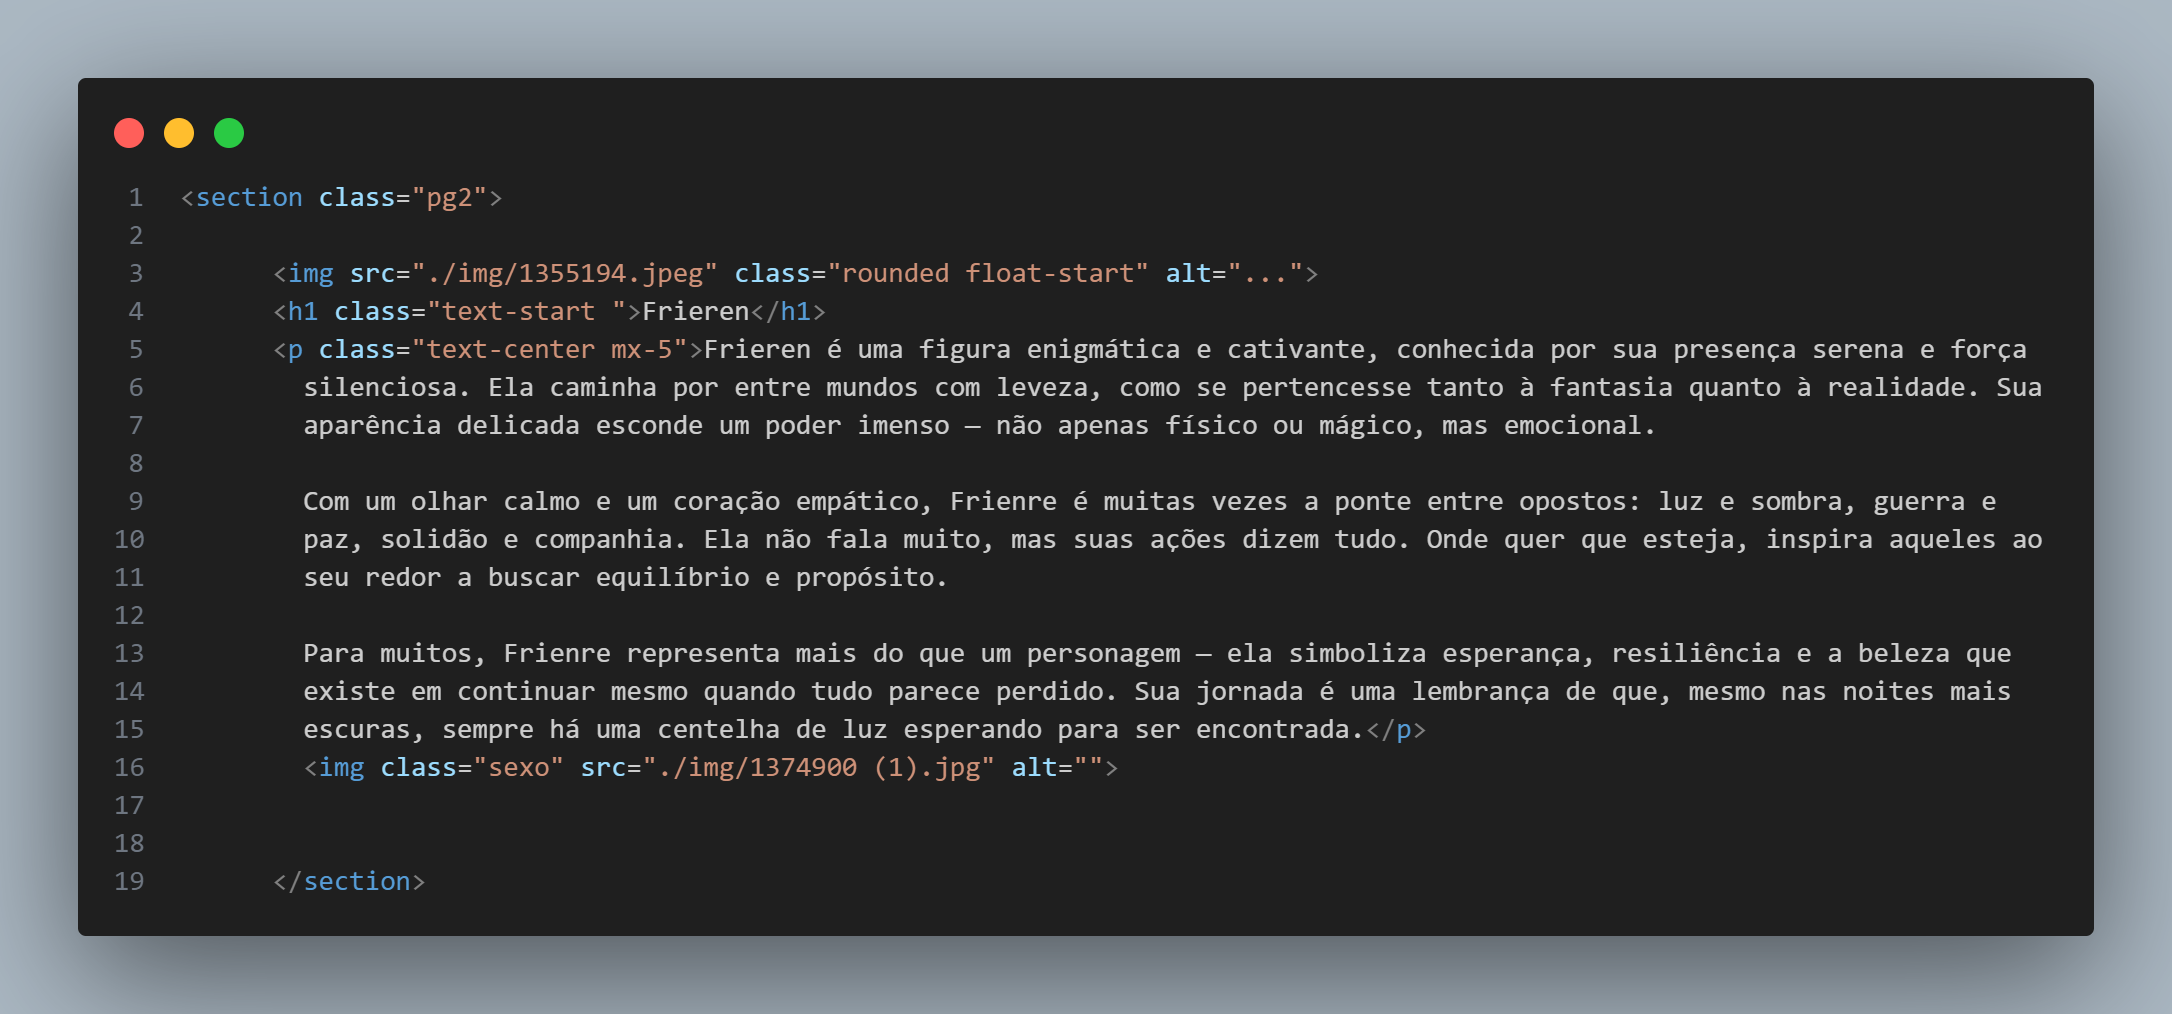 1 <section class="pg2">
2
3 <img src="./img/1355194.jpeg" class="rounded float-start" alt="...">
4 <h1 class="text-start ">Frieren</h1>
5 <p class="text-center mx-5">Frieren é uma figura enigmática e cativante, conhecida por sua presença serena e força
6 silenciosa. Ela caminha por entre mundos com leveza, como se pertencesse tanto à fantasia quanto à realidade. Sua
7 aparência delicada esconde um poder imenso — não apenas físico ou mágico, mas emocional.
8
9 Com um olhar calmo e um coração empático, Frienre é muitas vezes a ponte entre opostos: luz e sombra, guerra e
10 paz, solidão e companhia. Ela não fala muito, mas suas ações dizem tudo. Onde quer que esteja, inspira aqueles ao
11 seu redor a buscar equilíbrio e propósito.
12
13 Para muitos, Frienre representa mais do que um personagem — ela simboliza esperança, resiliência e a beleza que
14 existe em continuar mesmo quando tudo parece perdido. Sua jornada é uma lembrança de que, mesmo nas noites mais
15 escuras, sempre há uma centelha de luz esperando para ser encontrada.</p>
16 <img class="sexo" src="./img/1374900 (1).jpg" alt="">
17
18
19 </section>